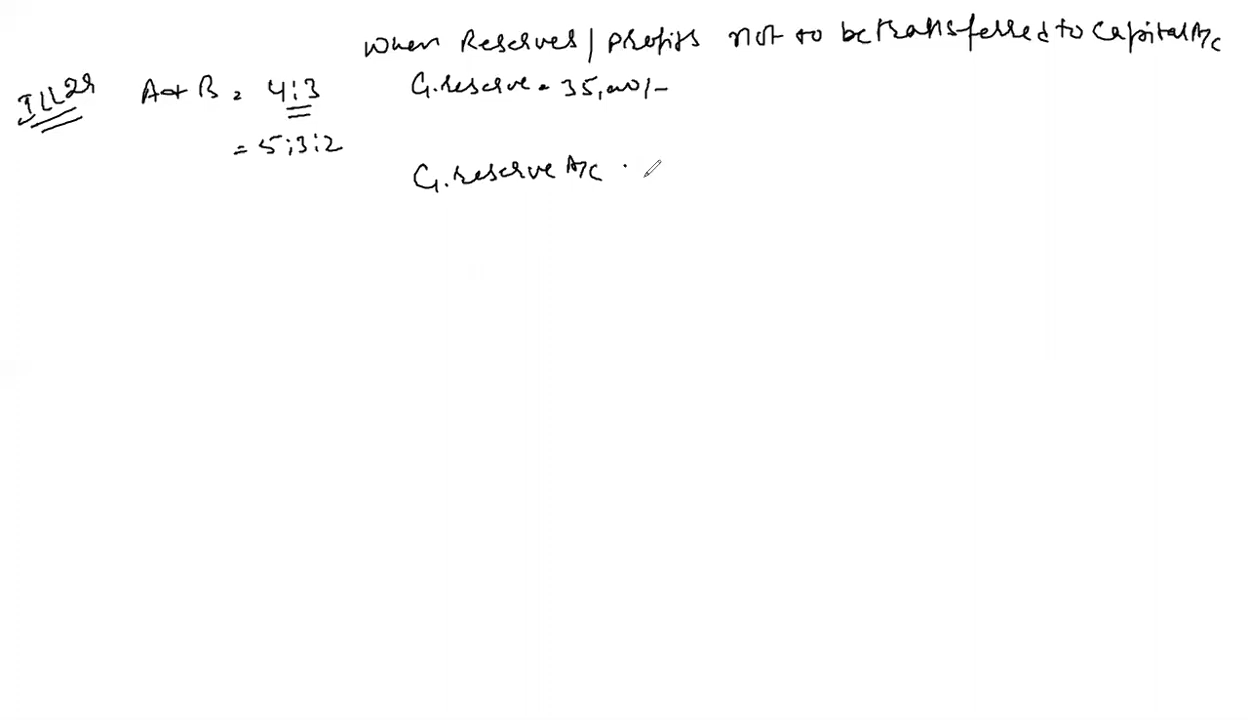 When Reserves / profits not to be transferred to Capital A/c
ILL 29 A & B = 4:3 G.reserve = 35,000/-
= 5:3:2
G.reserve A/c